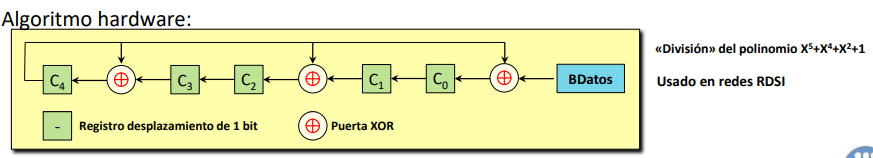 Algoritmo hardware:
«División» del polinomio X⁵+X⁴+X²+1
C₄ ⊕ C₃ C₂ ⊕ C₁ C₀ ⊕ BDatos
Usado en redes RDSI
- Registro desplazamiento de 1 bit ⊕ Puerta XOR